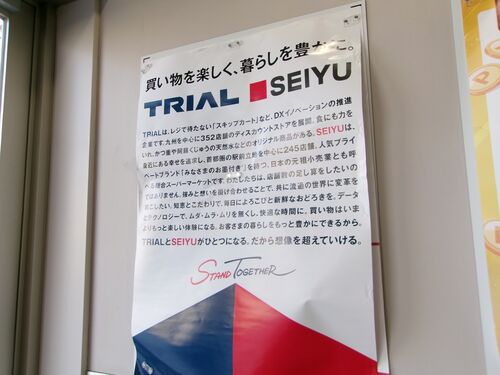 買い物を楽しく、暮らしを豊かに。
TRIAL SEIYU
TRIALは、レジで待たない「スキップカート」など、DXイノベーションの推進
企業です。九州を中心に352店舗のディスカウントストアを展開。食にも力を
いれ、かつ重や阿蘇くじゅうの天然水などのオリジナル商品がある。SEIYUは、
身近にある幸せを追求し、首都圏の駅前立地を中心に245店舗、人気プライ
ベートブランド「みなさまのお墨付き」を持つ、日本の元祖小売業とも呼
べる総合スーパーマーケットです。わたしたちは、店舗数の足し算をしたいの
ではありません。強みと想いを掛け合わせることで、共に流通の世界に変革を
起こしたい。知恵とこだわりで、毎日によろこびと新鮮なおどろきを。データ
とテクノロジーで、ムダ・ムラ・ムリを無くし、快適な時間に。買い物はいま
よりもっと楽しい体験になる。お客さまの暮らしをもっと豊かにできるから。
TRIALとSEIYUがひとつになる。だから想像を超えていける。
STAND TOGETHER